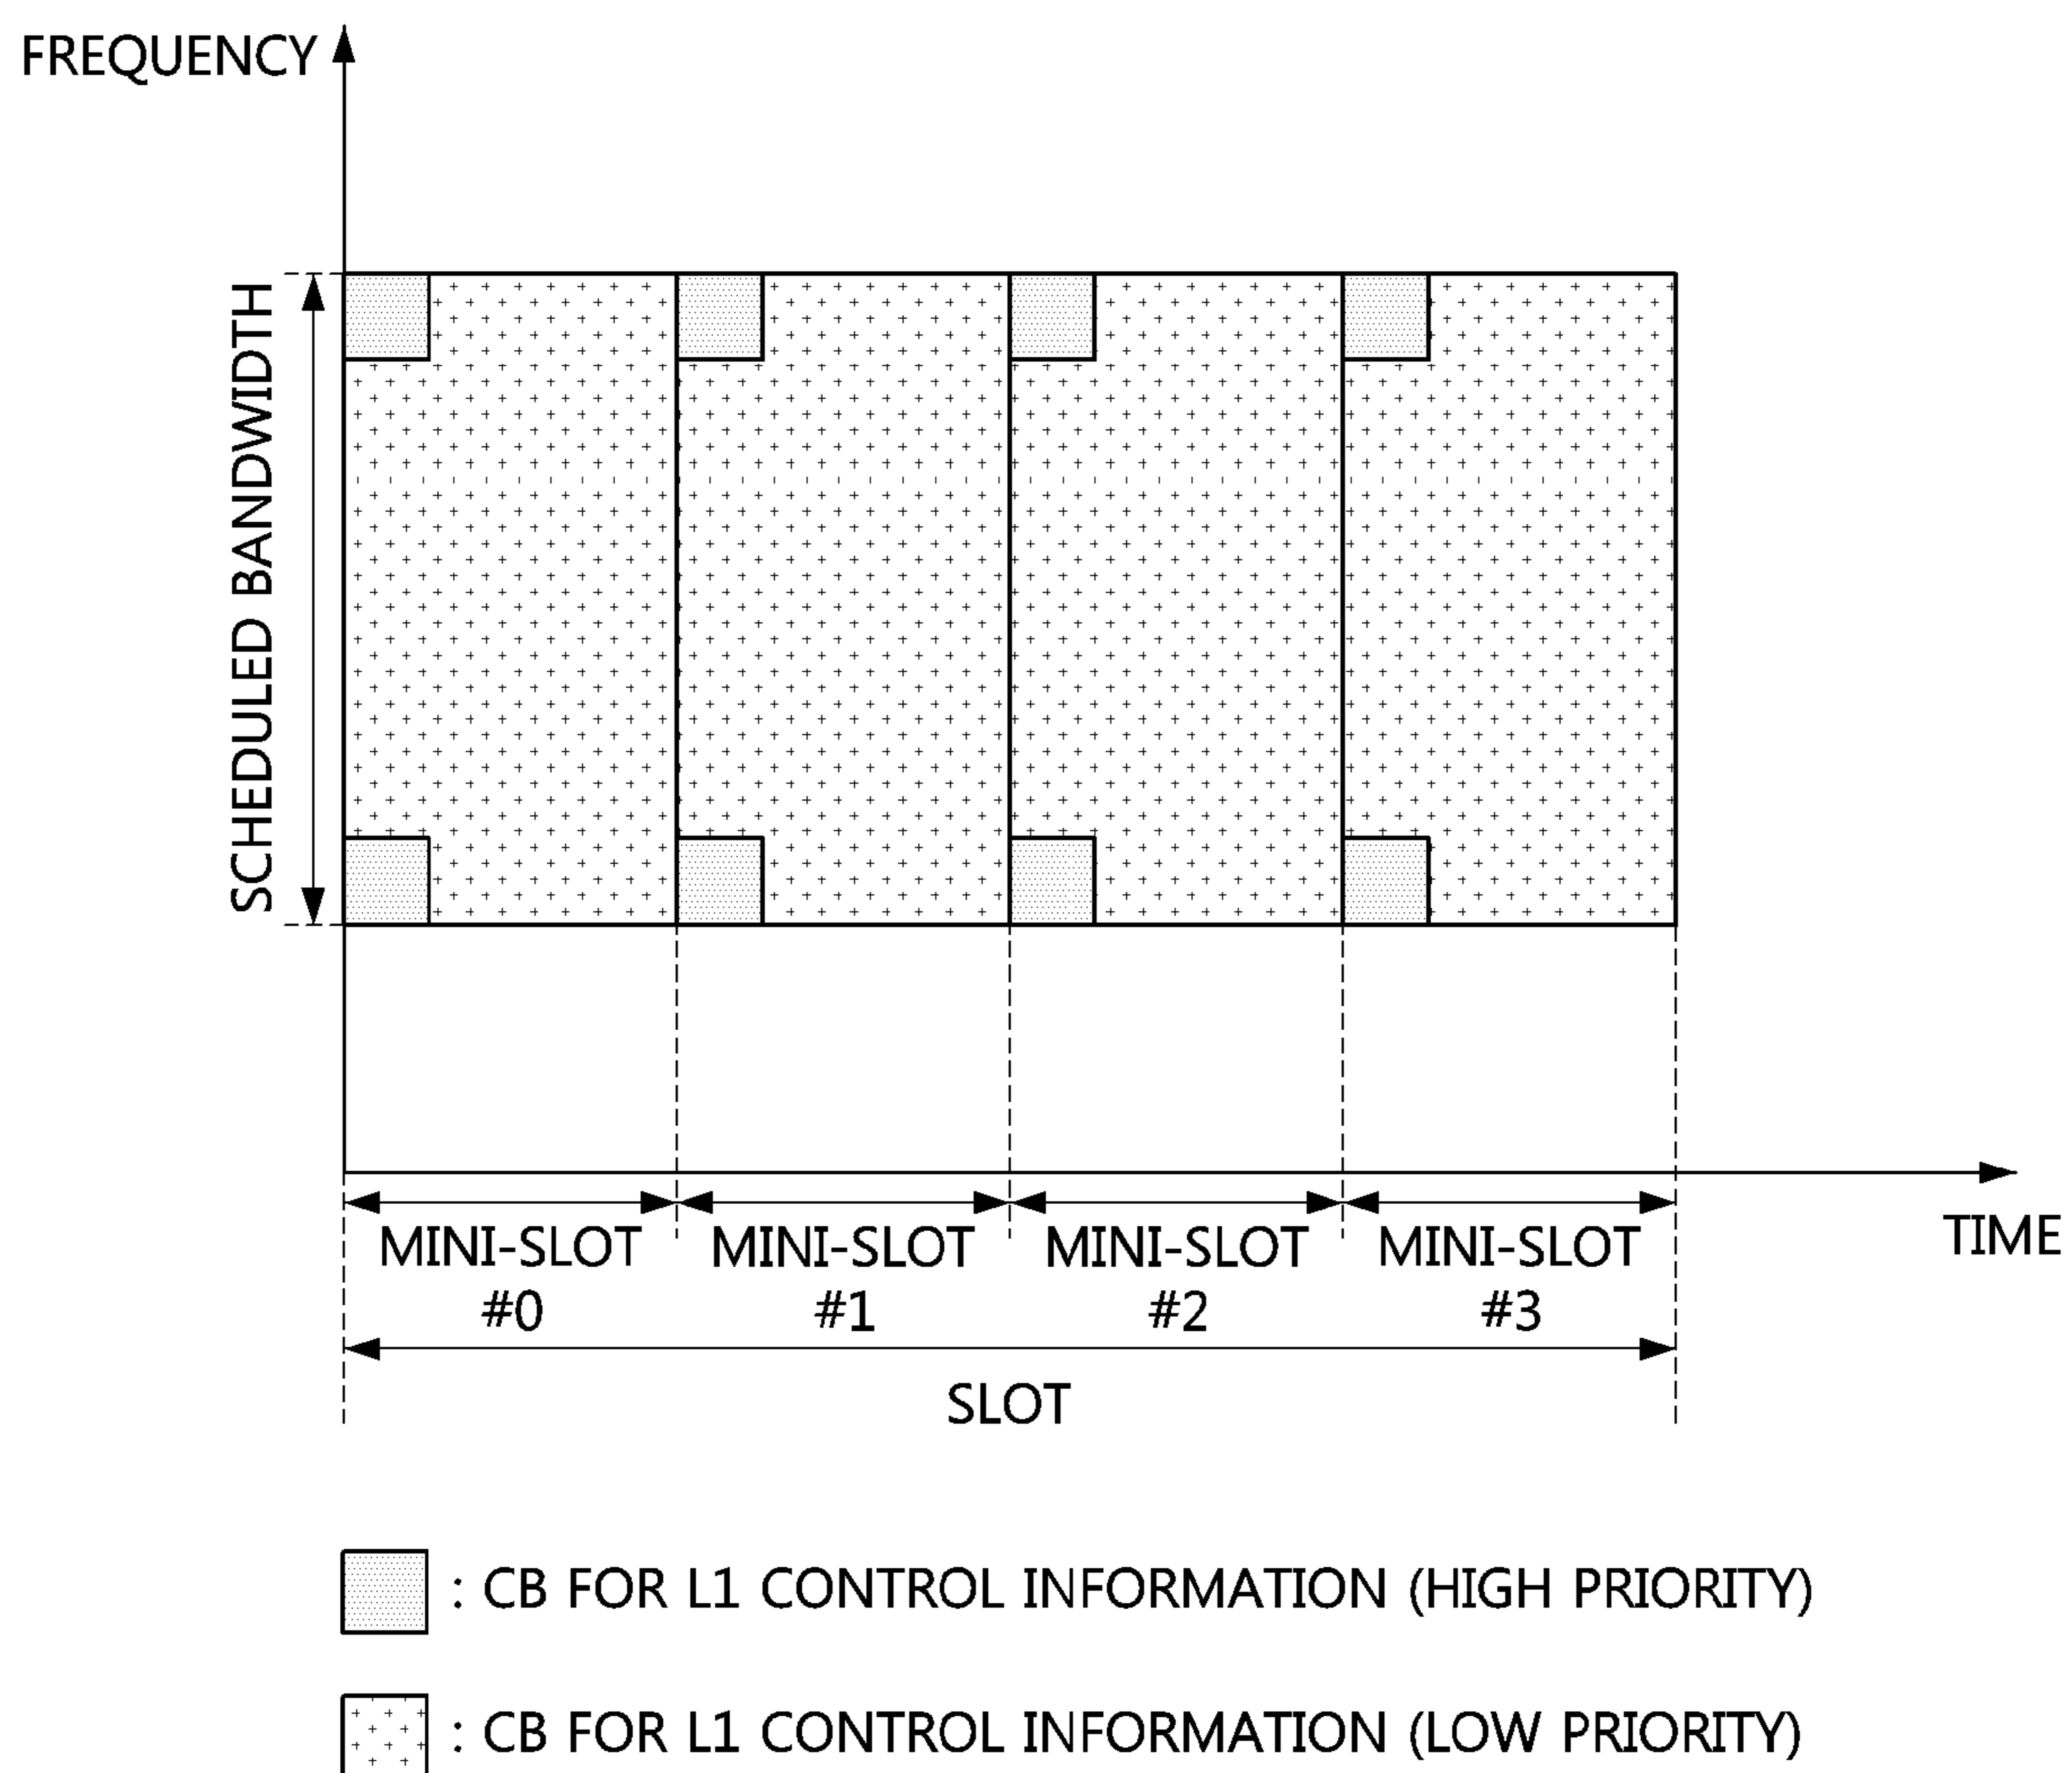 FREQUENCY
SCHEDULED BANDWIDTH
TIME
MINI-SLOT
#0
MINI-SLOT
#1
MINI-SLOT
#2
MINI-SLOT
#3
SLOT
: CB FOR L1 CONTROL INFORMATION (HIGH PRIORITY)
: CB FOR L1 CONTROL INFORMATION (LOW PRIORITY)